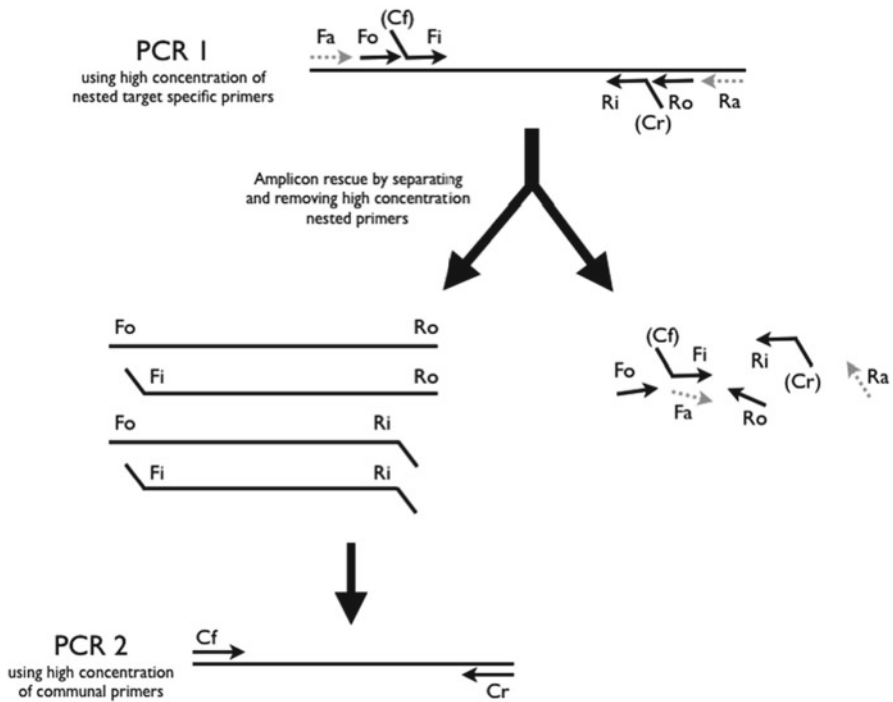 PCR 1
using high concentration of
nested target specific primers
Fa
Fo
(Cf)
Fi
Ri
(Cr)
Ro
Ra
Amplicon rescue by separating
and removing high concentration
nested primers
Fo Ro
Fi Ro
Fo Ri
Fi Ri
(Cf)
Fo
Fi
Fa
Ri
(Cr)
Ro
Ra
PCR 2
using high concentration
of communal primers
Cf
Cr